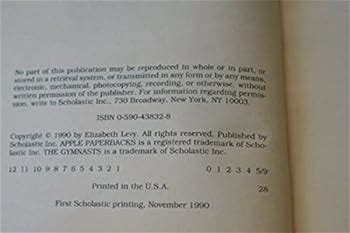 No part of this publication may be reproduced in whole or in part, or
stored in a retrieval system, or transmitted in any form or by any means,
electronic, mechanical, photocopying, recording, or otherwise, without
written permission of the publisher. For information regarding permis-
sion, write to Scholastic Inc., 730 Broadway, New York, NY 10003.
ISBN 0-590-43832-8
Copyright © 1990 by Elizabeth Levy. All rights reserved. Published by
Scholastic Inc. APPLE PAPERBACKS is a registered trademark of Scholas-
tic Inc. THE GYMNASTS is a trademark of Scholastic Inc.
12 11 10 9 8 7 6 5 4 3 2 1 0 1 2 3 4 5/9
Printed in the U.S.A. 28
First Scholastic printing, November 1990